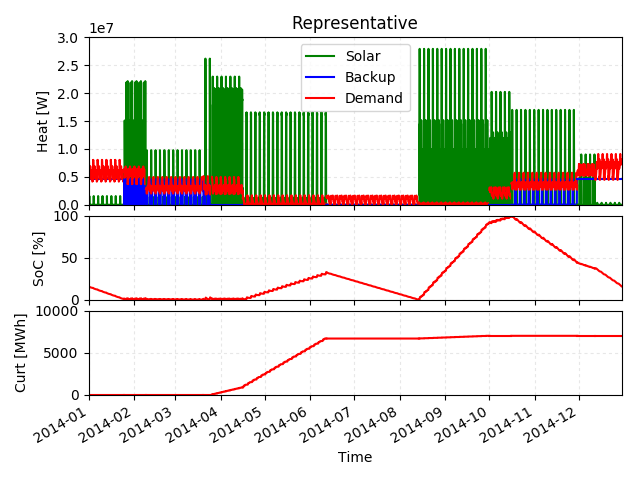 Representative
1e7
3.0
2.5
2.0
1.5
1.0
0.5
0.0
Heat [W]
Solar
Backup
Demand
100
50
0
SoC [%]
10000
5000
0
Curt [MWh]
2014-01
2014-02
2014-03
2014-04
2014-05
2014-06
2014-07
2014-08
2014-09
2014-10
2014-11
2014-12
Time